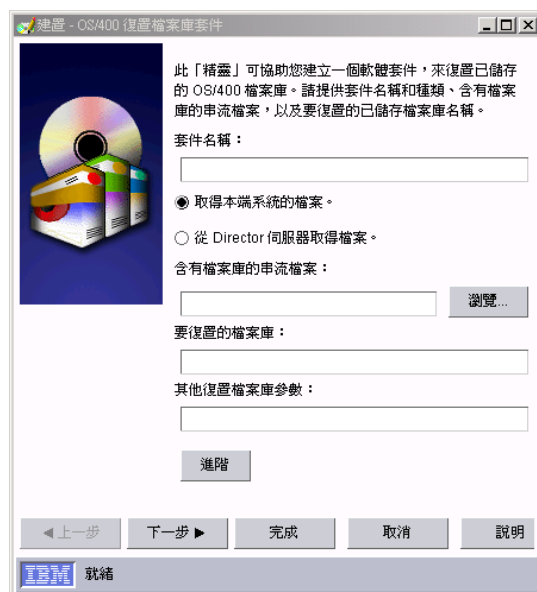 建置 - OS/400 復置檔案庫套件
此「精靈」可協助您建立一個軟體套件，來復置已儲存
的 OS/400 檔案庫。請提供套件名稱和種類、含有檔案
庫的串流檔案，以及要復置的已儲存檔案庫名稱。
套件名稱：
取得本端系統的檔案。
從 Director 伺服器取得檔案。
含有檔案庫的串流檔案：
瀏覽...
要復置的檔案庫：
其他復置檔案庫參數：
進階
◀上一步 下一步▶ 完成 取消 說明
IBM 就緒